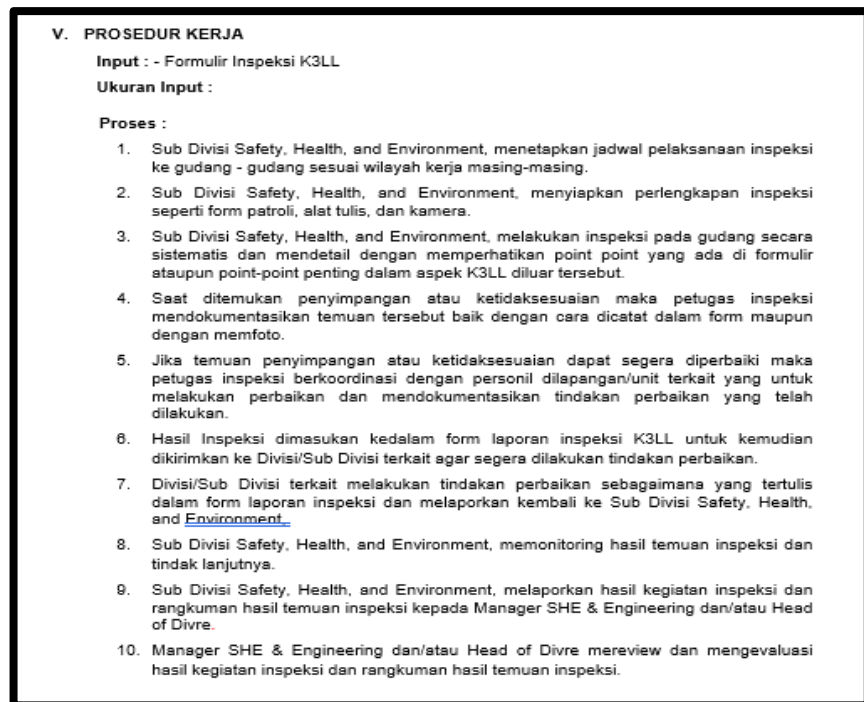 V. PROSEDUR KERJA
Input : - Formulir Inspeksi K3LL
Ukuran Input :
Proses :
1. Sub Divisi Safety, Health, and Environment, menetapkan jadwal pelaksanaan inspeksi
ke gudang - gudang sesuai wilayah kerja masing-masing.
2. Sub Divisi Safety, Health, and Environment, menyiapkan perlengkapan inspeksi
seperti form patroli, alat tulis, dan kamera.
3. Sub Divisi Safety, Health, and Environment, melakukan inspeksi pada gudang secara
sistematis dan mendetail dengan memperhatikan point point yang ada di formulir
ataupun point-point penting dalam aspek K3LL diluar tersebut.
4. Saat ditemukan penyimpangan atau ketidaksesuaian maka petugas inspeksi
mendokumentasikan temuan tersebut baik dengan cara dicatat dalam form maupun
dengan memfoto.
5. Jika temuan penyimpangan atau ketidaksesuaian dapat segera diperbaiki maka
petugas inspeksi berkoordinasi dengan personil dilapangan/unit terkait yang untuk
melakukan perbaikan dan mendokumentasikan tindakan perbaikan yang telah
dilakukan.
6. Hasil Inspeksi dimasukan kedalam form laporan inspeksi K3LL untuk kemudian
dikirimkan ke Divisi/Sub Divisi terkait agar segera dilakukan tindakan perbaikan.
7. Divisi/Sub Divisi terkait melakukan tindakan perbaikan sebagaimana yang tertulis
dalam form laporan inspeksi dan melaporkan kembali ke Sub Divisi Safety, Health,
and Environment,
8. Sub Divisi Safety, Health, and Environment, memonitoring hasil temuan inspeksi dan
tindak lanjutnya.
9. Sub Divisi Safety, Health, and Environment, melaporkan hasil kegiatan inspeksi dan
rangkuman hasil temuan inspeksi kepada Manager SHE & Engineering dan/atau Head
of Divre.
10. Manager SHE & Engineering dan/atau Head of Divre mereview dan mengevaluasi
hasil kegiatan inspeksi dan rangkuman hasil temuan inspeksi.